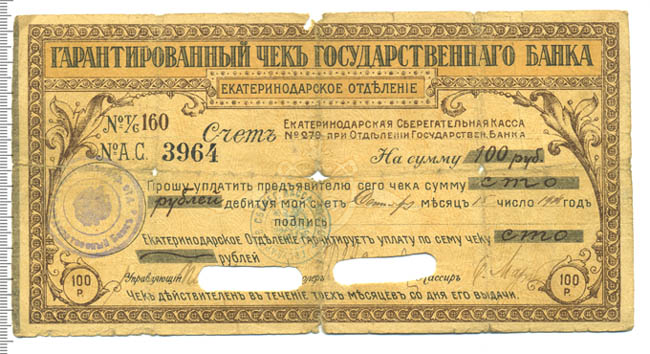 ГАРАНТИРОВАННЫЙ ЧЕКЪ ГОСУДАРСТВЕННАГО БАНКА
ЕКАТЕРИНОДАРСКОЕ ОТДѢЛЕНІЕ
№ Т/Б 160
№ А.С. 3964
Счетъ
ЕКАТЕРИНОДАРСКАЯ СБЕРЕГАТЕЛЬНАЯ КАССА
№ 279 ПРИ ОТДѢЛЕНІИ ГОСУДАРСТВЕН. БАНКА
На сумму 100 руб.
Прошу уплатить предъявителю сего чека сумму сто
рублей дебитуя мой счетъ мѣсяцъ 15 число годъ
подпись
Екатеринодарское Отдѣленіе гарантируетъ уплату по сему чеку сто
рублей
Управляющій Кассиръ
100 Р.
100 Р.
ЧЕКЪ ДѢЙСТВИТЕЛЕНЪ ВЪ ТЕЧЕНІЕ ТРЕХЪ МѢСЯЦЕВЪ СО ДНЯ ЕГО ВЫДАЧИ.